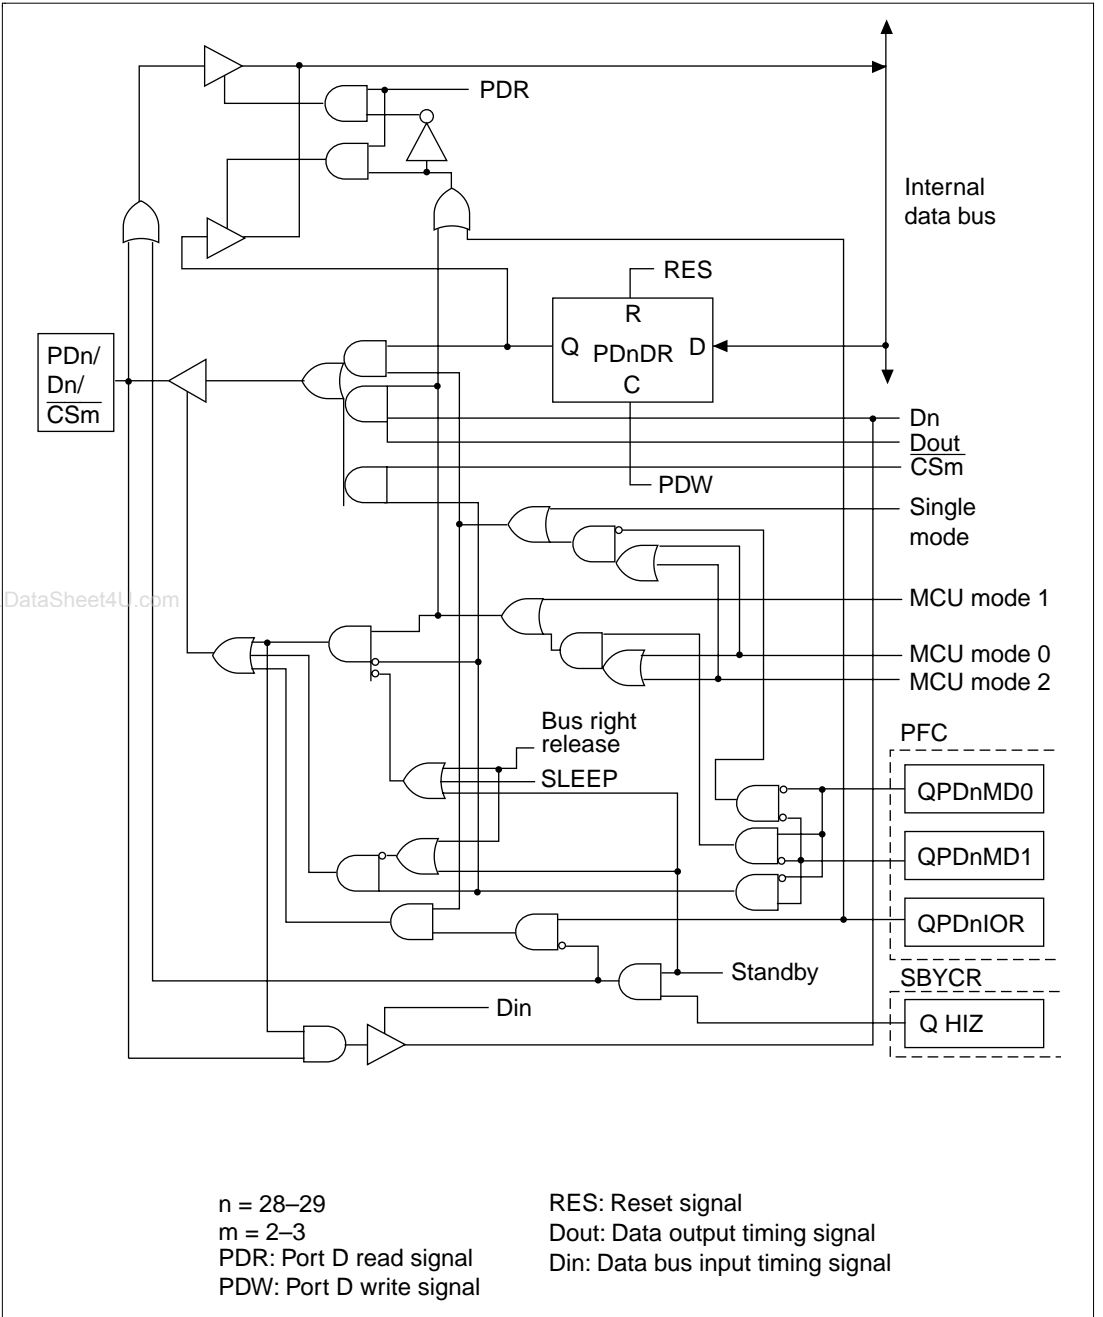 PDR
Internal
data bus
RES
R
Q PDnDR D
C
PDn/
Dn/
CSm
Dn
Dout
CSm
PDW
Single
mode
DataSheet4U.com
MCU mode 1
MCU mode 0
MCU mode 2
Bus right
release
SLEEP
PFC
QPDnMD0
QPDnMD1
QPDnIOR
Standby
SBYCR
Q HIZ
Din
n = 28–29
m = 2–3
PDR: Port D read signal
PDW: Port D write signal
RES: Reset signal
Dout: Data output timing signal
Din: Data bus input timing signal